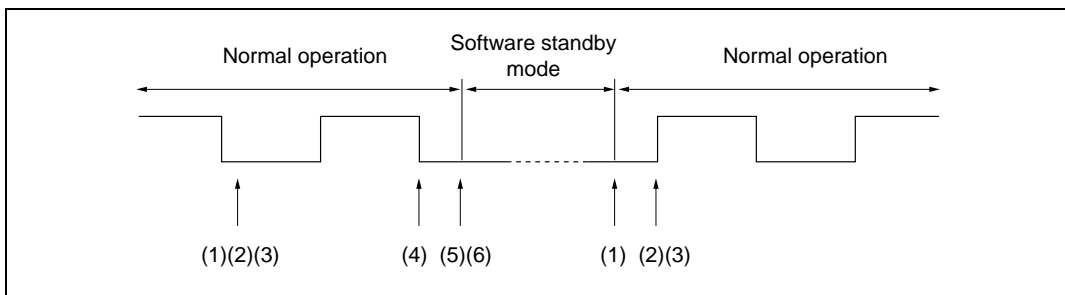 Normal operation
Software standby
mode
Normal operation
(1)(2)(3)
(4)
(5)(6)
(1)
(2)(3)